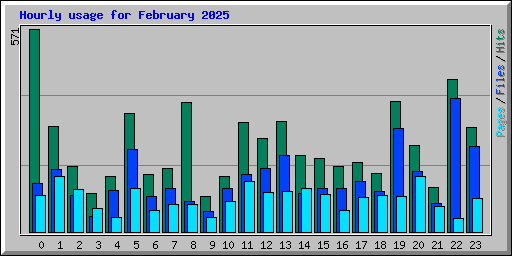 Hourly usage for February 2025
571
Pages / Files / Hits
0 1 2 3 4 5 6 7 8 9 10 11 12 13 14 15 16 17 18 19 20 21 22 23